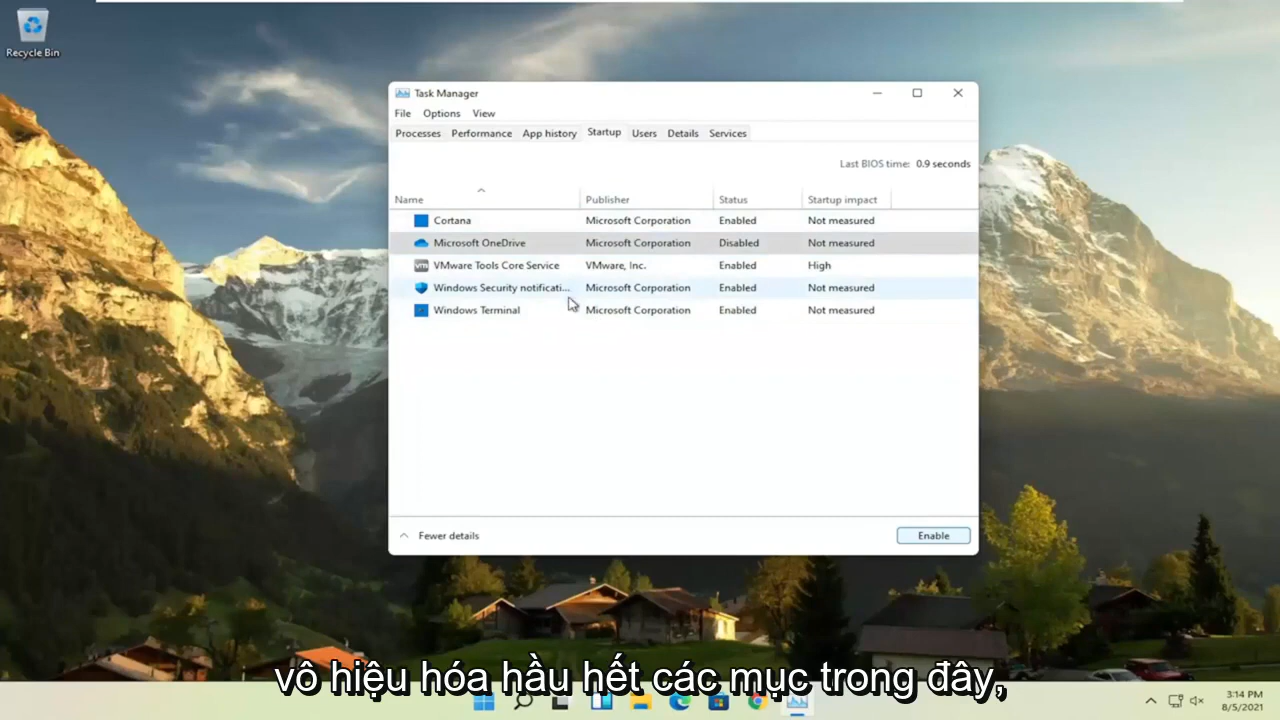 Recycle Bin
Task Manager
File Options View
Processes Performance App history Startup Users Details Services
Last BIOS time: 0.9 seconds
Name Publisher Status Startup impact
Cortana Microsoft Corporation Enabled Not measured
Microsoft OneDrive Microsoft Corporation Disabled Not measured
vm VMware Tools Core Service VMware, Inc. Enabled High
Windows Security notificati... Microsoft Corporation Enabled Not measured
Windows Terminal Microsoft Corporation Enabled Not measured
Fewer details Enable
vô hiệu hóa hầu hết các mục trong đây,
3:14 PM
8/5/2021